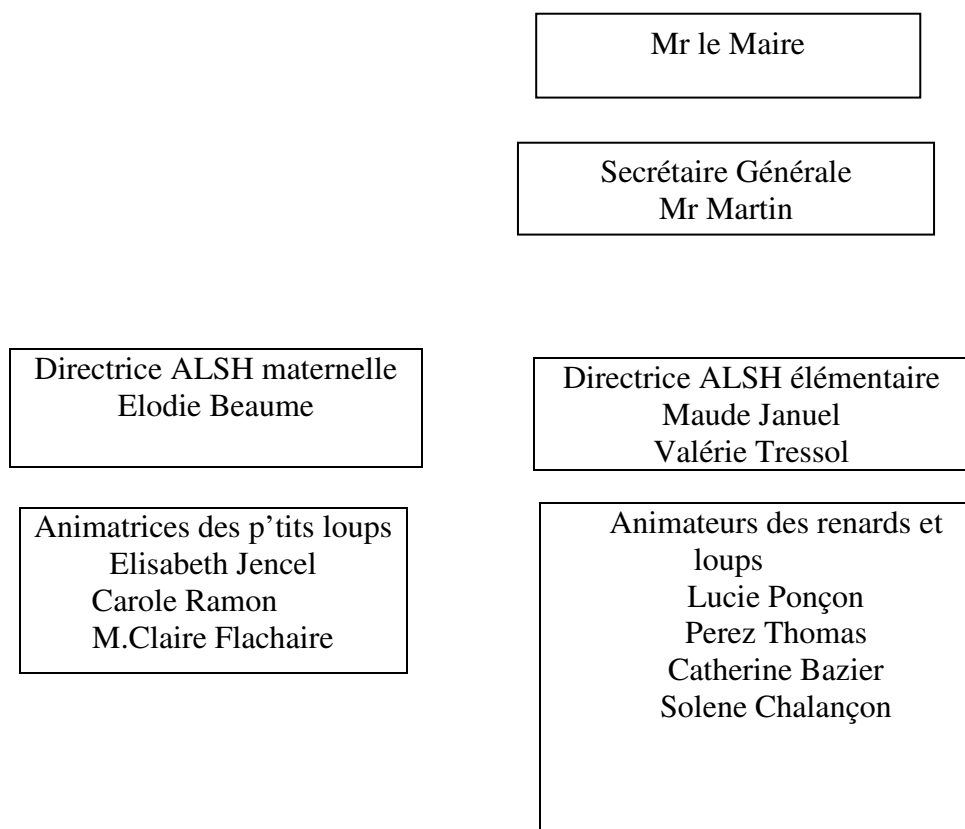 Mr le Maire
Secrétaire Générale
Mr Martin
Directrice ALSH maternelle
Elodie Beaume
Directrice ALSH élémentaire
Maude Januel
Valérie Tressol
Animatrices des p’tits loups
Elisabeth Jencel
Carole Ramon
M.Claire Flachaire
Animateurs des renards et
loups
Lucie Ponçon
Perez Thomas
Catherine Bazier
Solene Chalançon